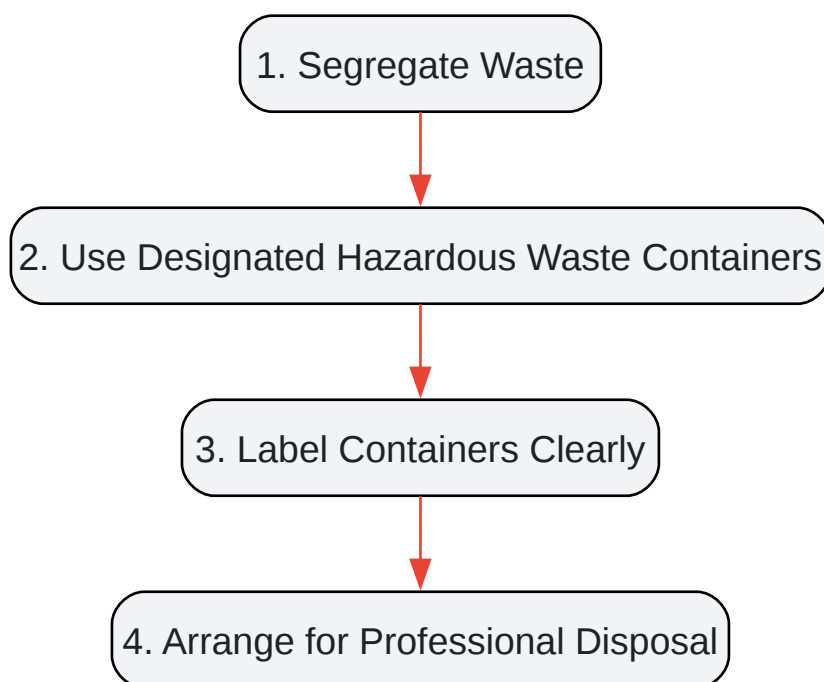 1. Segregate Waste
2. Use Designated Hazardous Waste Containers
3. Label Containers Clearly
4. Arrange for Professional Disposal